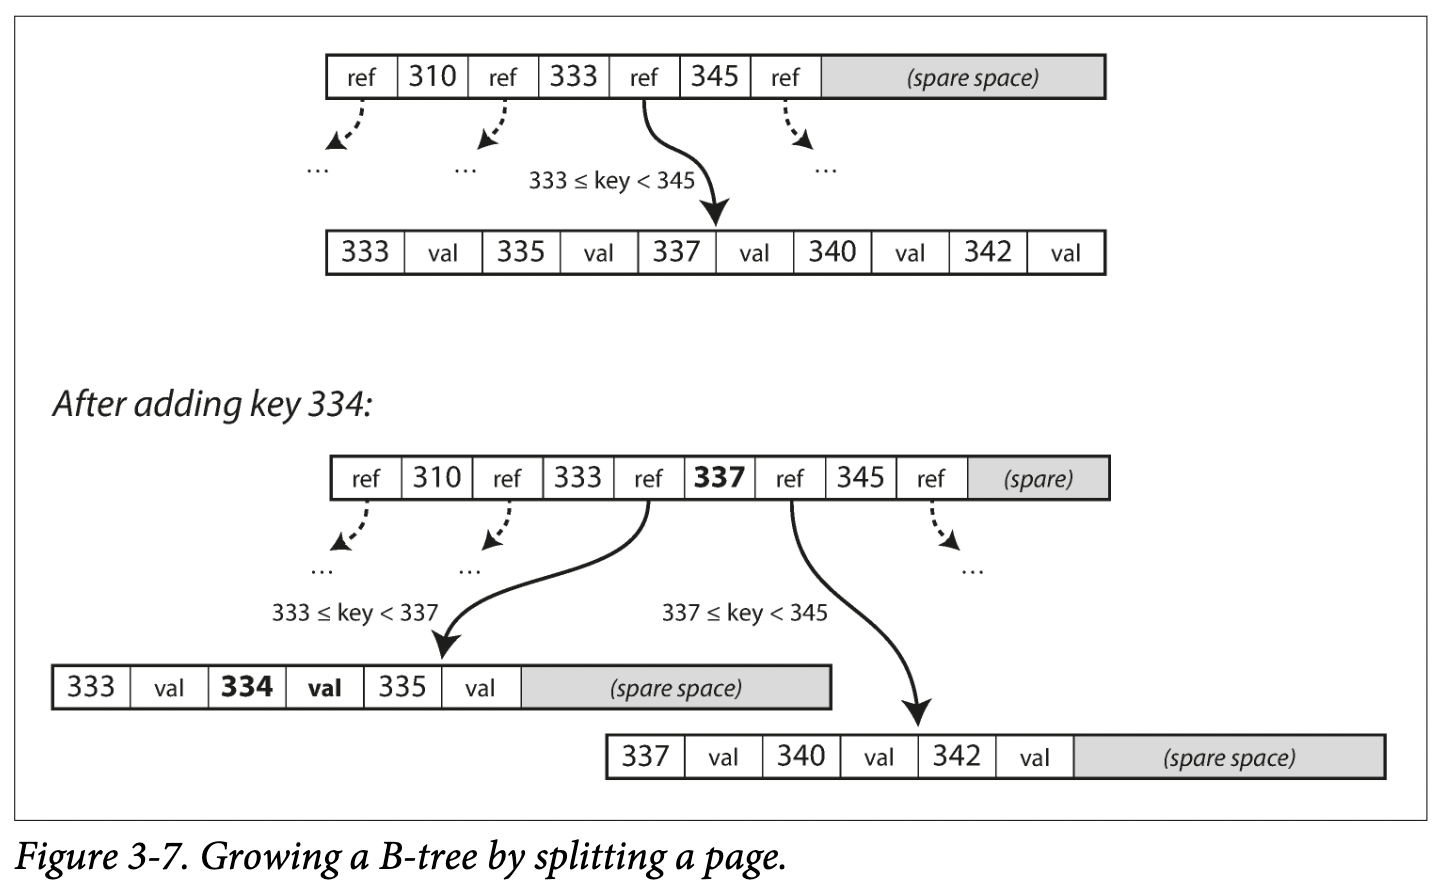 ref 310 ref 333 ref 345 ref (spare space)
... ... ...
333 ≤ key < 345
333 val 335 val 337 val 340 val 342 val
After adding key 334:
ref 310 ref 333 ref 337 ref 345 ref (spare)
... ... ...
333 ≤ key < 337 337 ≤ key < 345
333 val 334 val 335 val (spare space)
337 val 340 val 342 val (spare space)
Figure 3-7. Growing a B-tree by splitting a page.